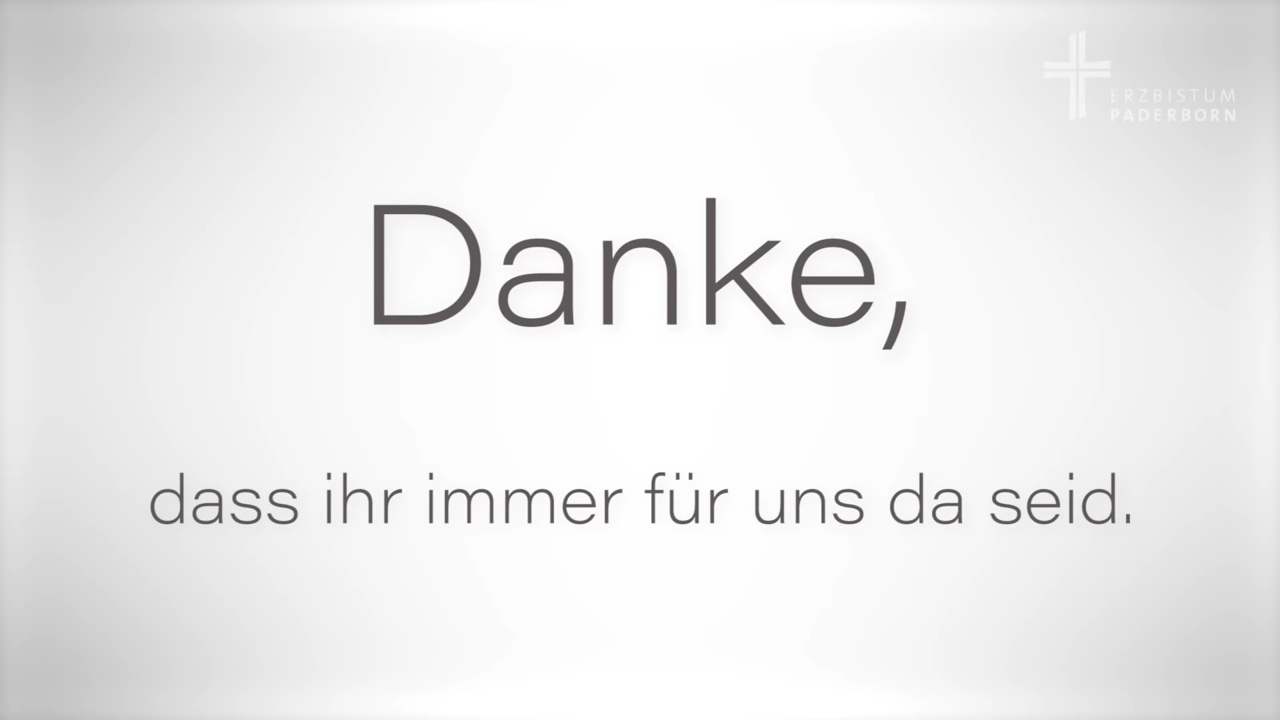 ERZBISTUM
PADERBORN
Danke,
dass ihr immer für uns da seid.